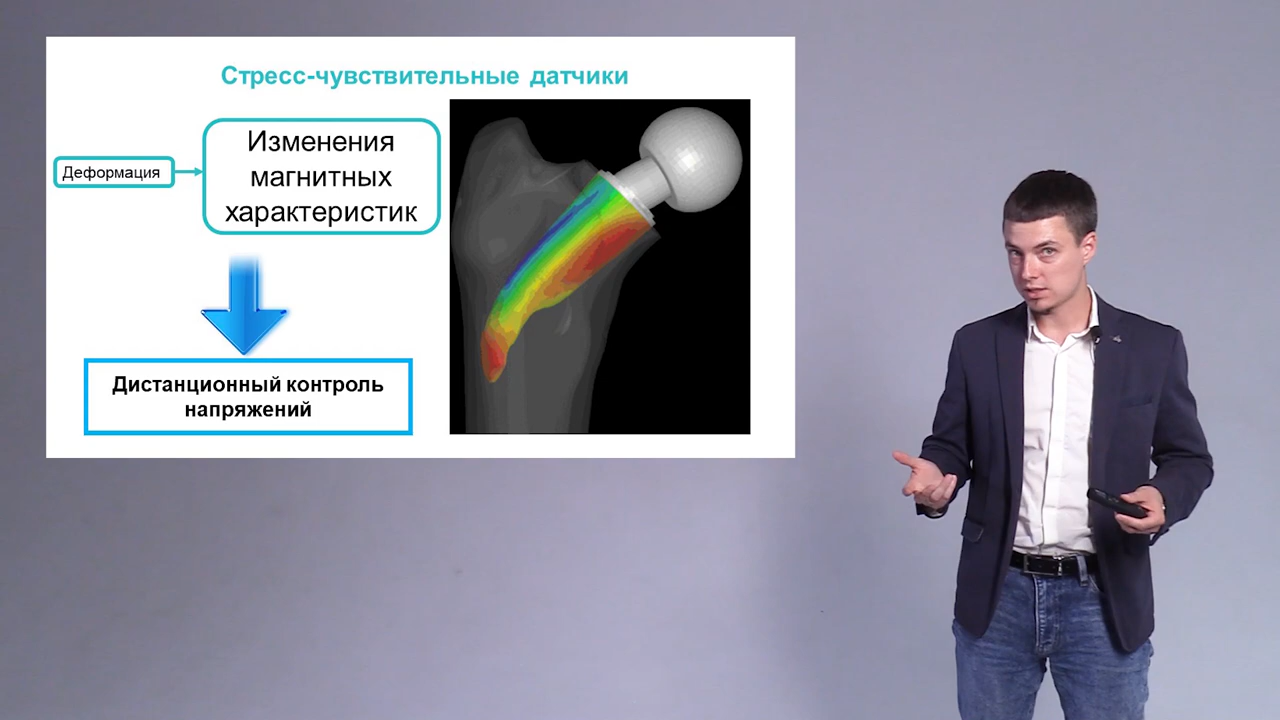 Стресс-чувствительные датчики
Деформация
Изменения
магнитных
характеристик
Дистанционный контроль
напряжений